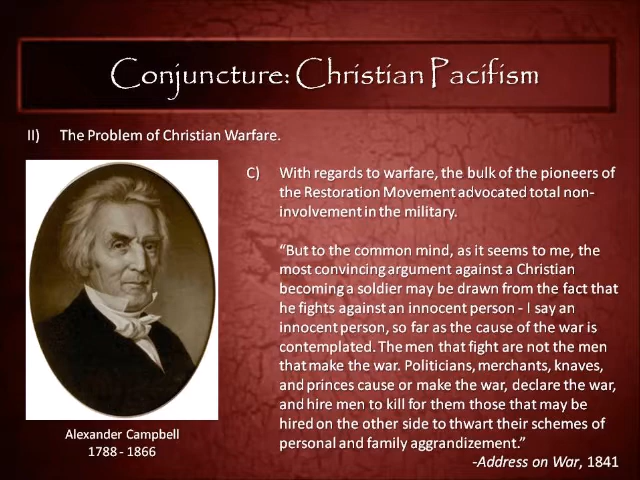 Conjuncture: Christian Pacifism
II) The Problem of Christian Warfare.
C) With regards to warfare, the bulk of the pioneers of
the Restoration Movement advocated total non-
involvement in the military.
“But to the common mind, as it seems to me, the
most convincing argument against a Christian
becoming a soldier may be drawn from the fact that
he fights against an innocent person - I say an
innocent person, so far as the cause of the war is
contemplated. The men that fight are not the men
that make the war. Politicians, merchants, knaves,
and princes cause or make the war, declare the war,
and hire men to kill for them those that may be
hired on the other side to thwart their schemes of
personal and family aggrandizement.”
-Address on War, 1841
Alexander Campbell
1788 - 1866